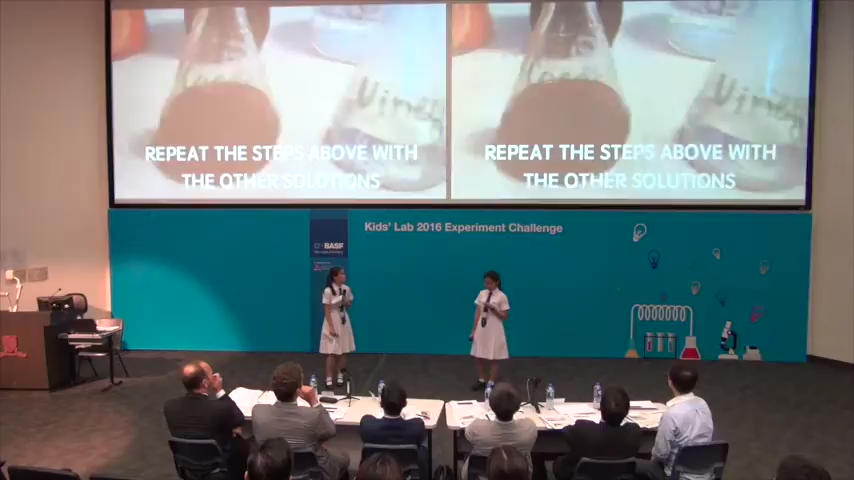 REPEAT THE STEPS ABOVE WITH
THE OTHER SOLUTIONS
REPEAT THE STEPS ABOVE WITH
THE OTHER SOLUTIONS
Kids' Lab 2016 Experiment Challenge
BASF